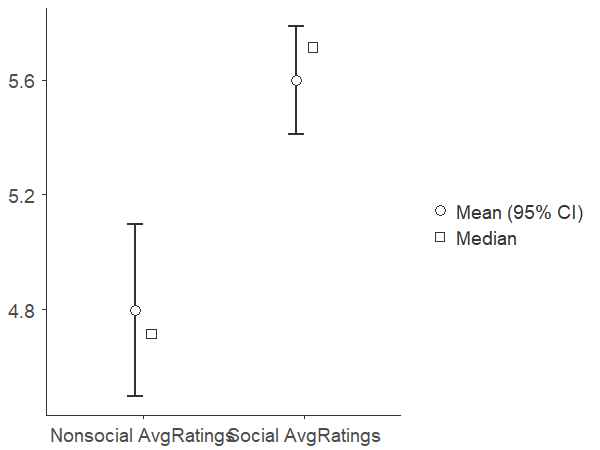 5.6
5.2
4.8
Nonsocial AvgRatings
Social AvgRatings
Mean (95% CI)
Median